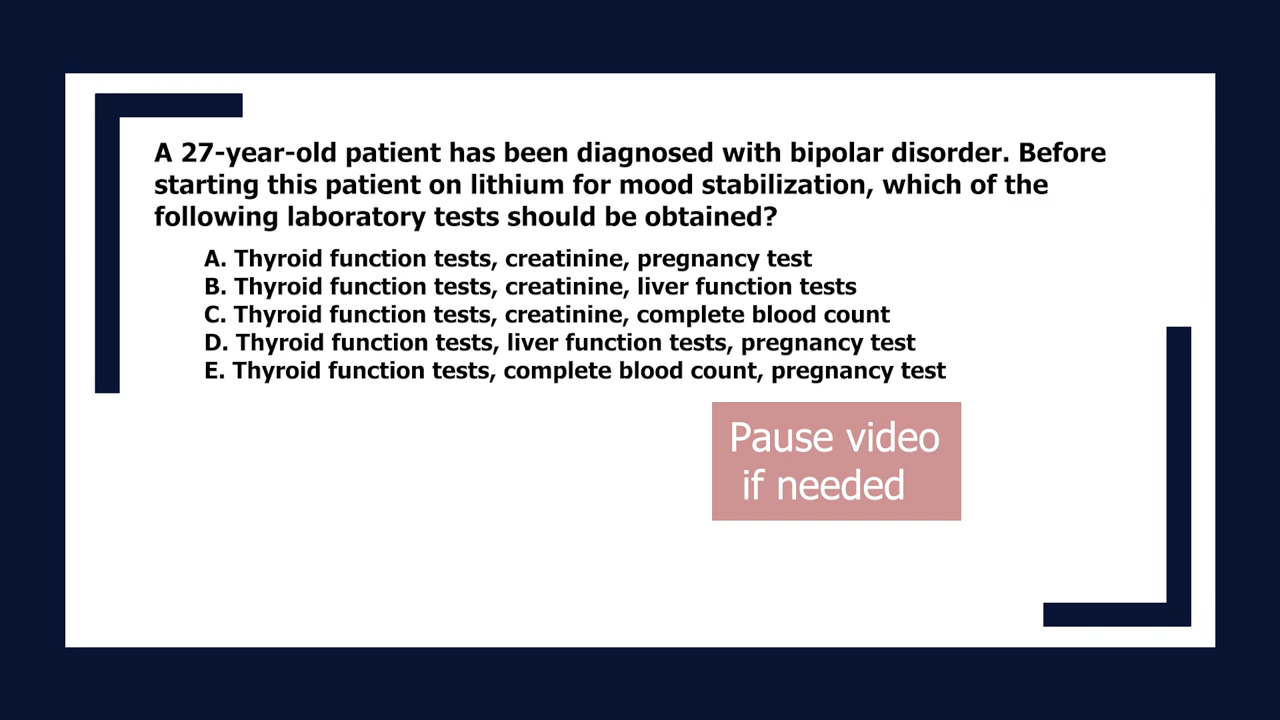 A 27-year-old patient has been diagnosed with bipolar disorder. Before
starting this patient on lithium for mood stabilization, which of the
following laboratory tests should be obtained?
A. Thyroid function tests, creatinine, pregnancy test
B. Thyroid function tests, creatinine, liver function tests
C. Thyroid function tests, creatinine, complete blood count
D. Thyroid function tests, liver function tests, pregnancy test
E. Thyroid function tests, complete blood count, pregnancy test
Pause video
if needed